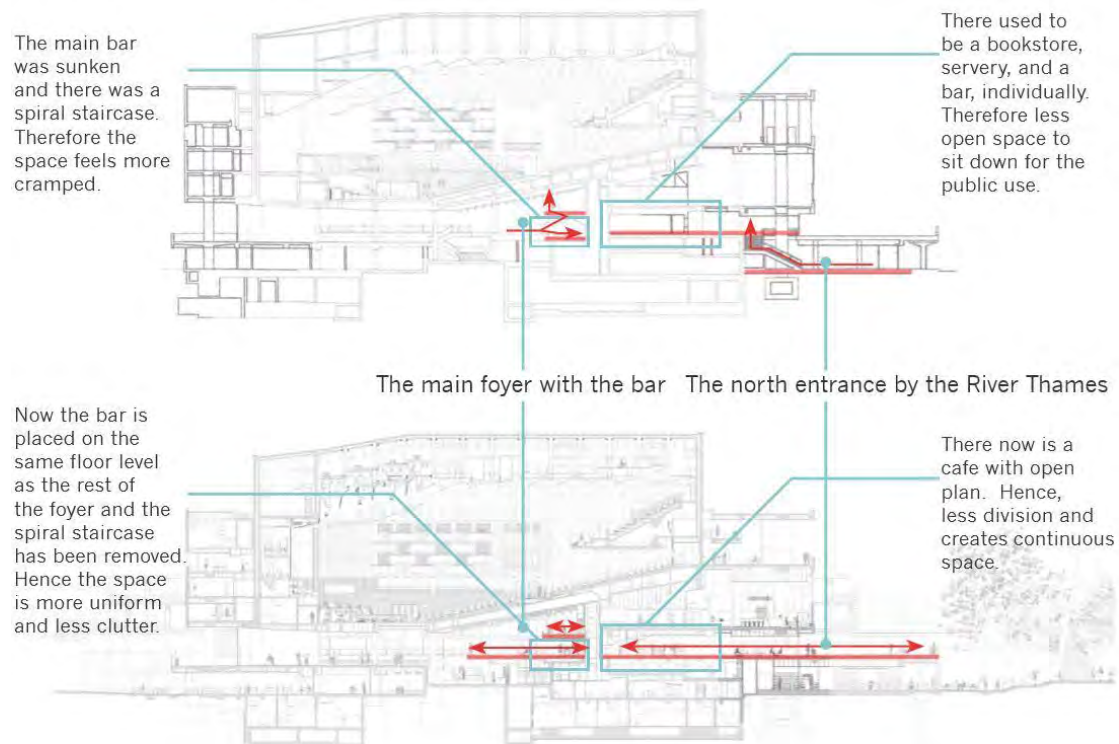 The main bar
was sunken
and there was a
spiral staircase.
Therefore the
space feels more
cramped.
There used to
be a bookstore,
servery, and a
bar, individually.
Therefore less
open space to
sit down for the
public use.
The main foyer with the bar
The north entrance by the River Thames
Now the bar is
placed on the
same floor level
as the rest of
the foyer and the
spiral staircase
has been removed.
Hence the space
is more uniform
and less clutter.
There now is a
cafe with open
plan. Hence,
less division and
creates continuous
space.